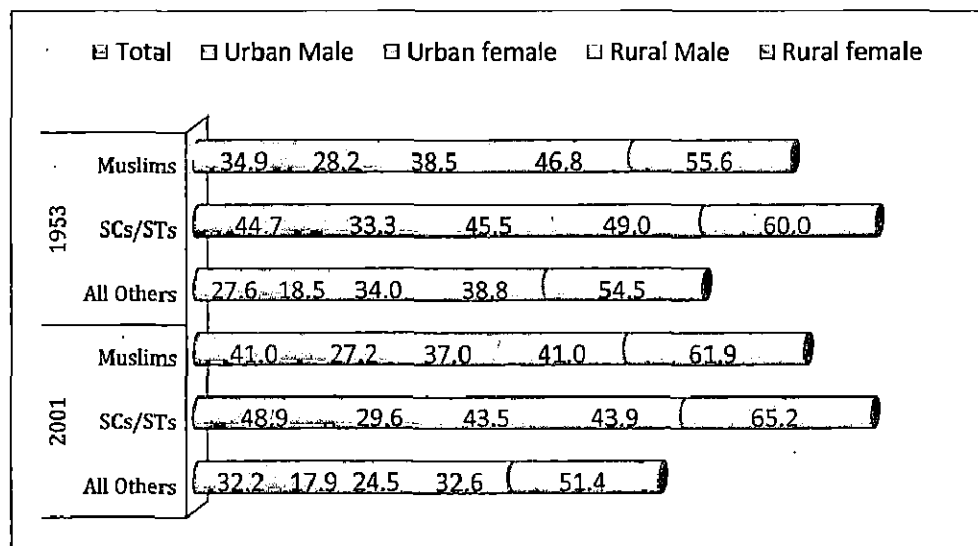 Total Urban Male Urban female Rural Male Rural female
1953
Muslims 34.9 28.2 38.5 46.8 55.6
SCs/STs 44.7 33.3 45.5 49.0 60.0
All Others 27.6 18.5 34.0 38.8 54.5
2001
Muslims 41.0 27.2 37.0 41.0 61.9
SCs/STs 48.9 29.6 43.5 43.9 65.2
All Others 32.2 17.9 24.5 32.6 51.4